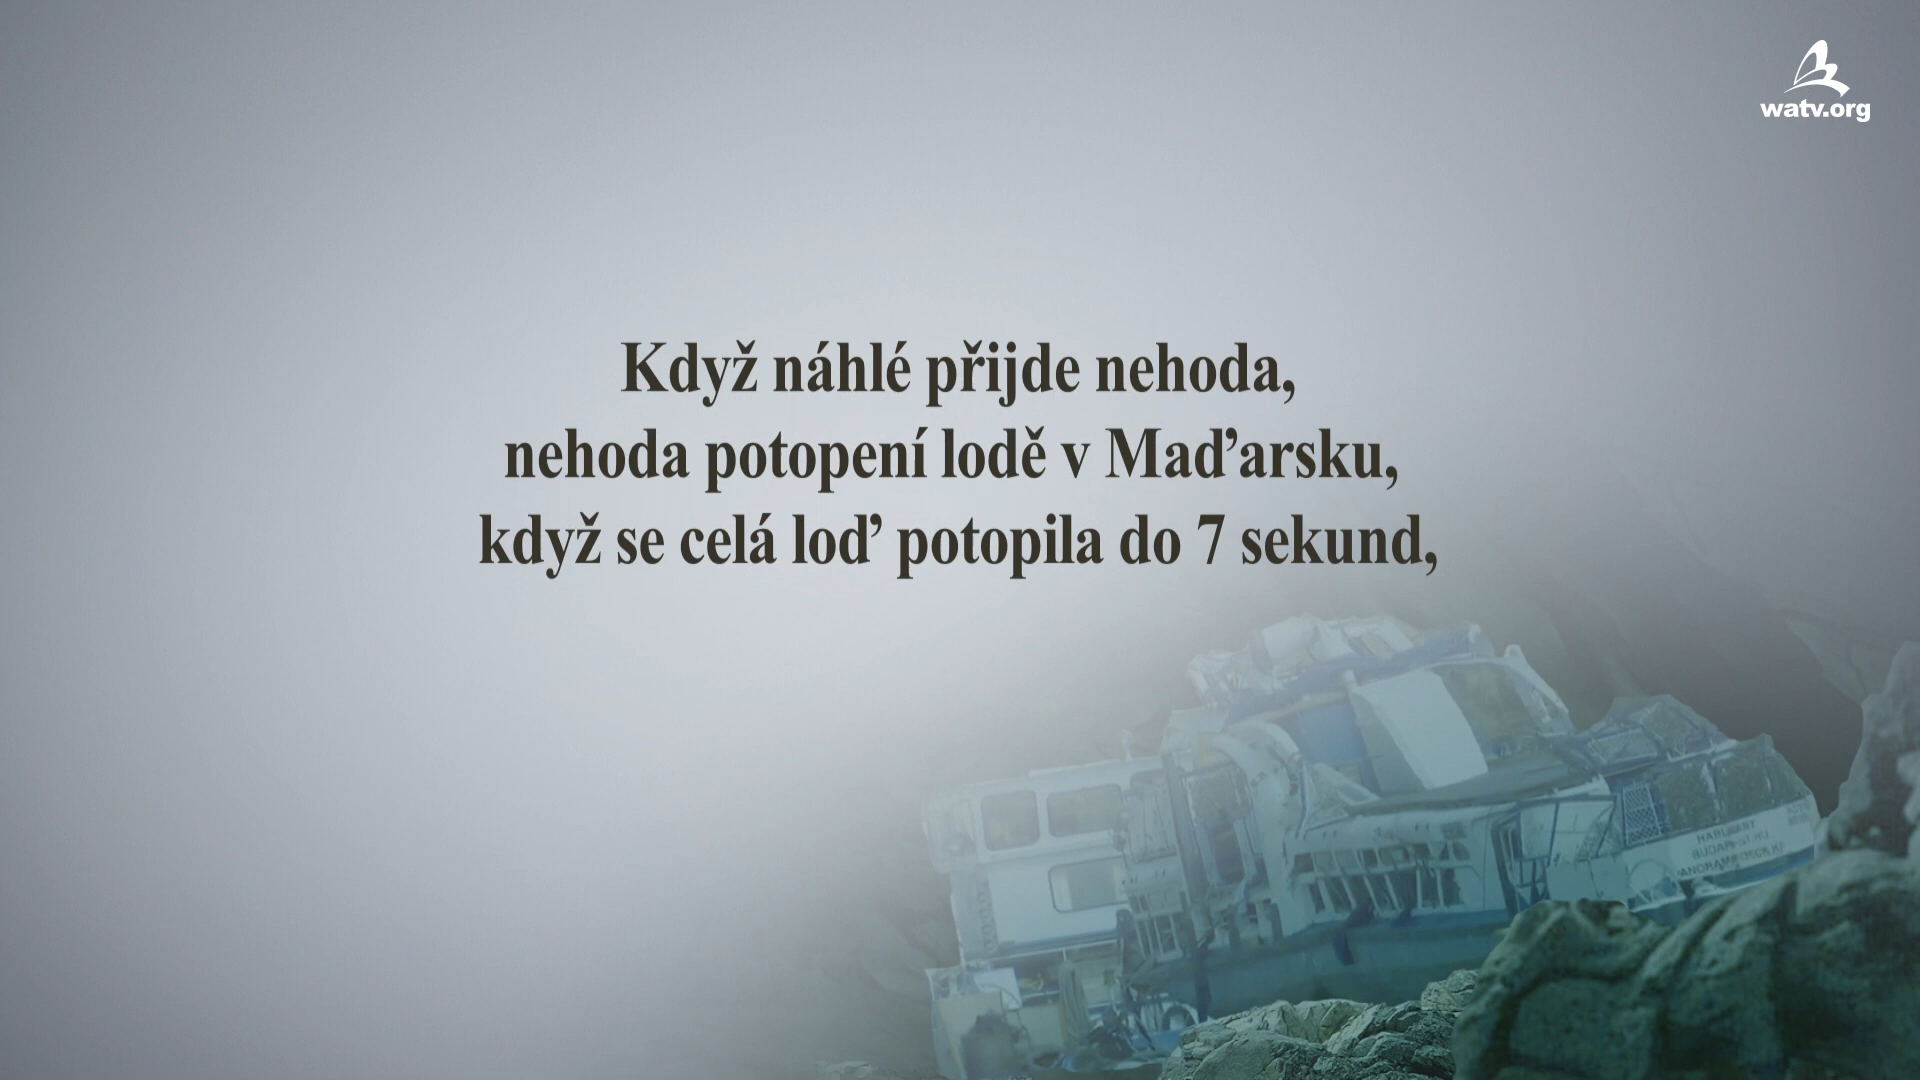 watv.org
Když náhlé přijde nehoda,
nehoda potopení lodě v Maďarsku,
když se celá loď potopila do 7 sekund,